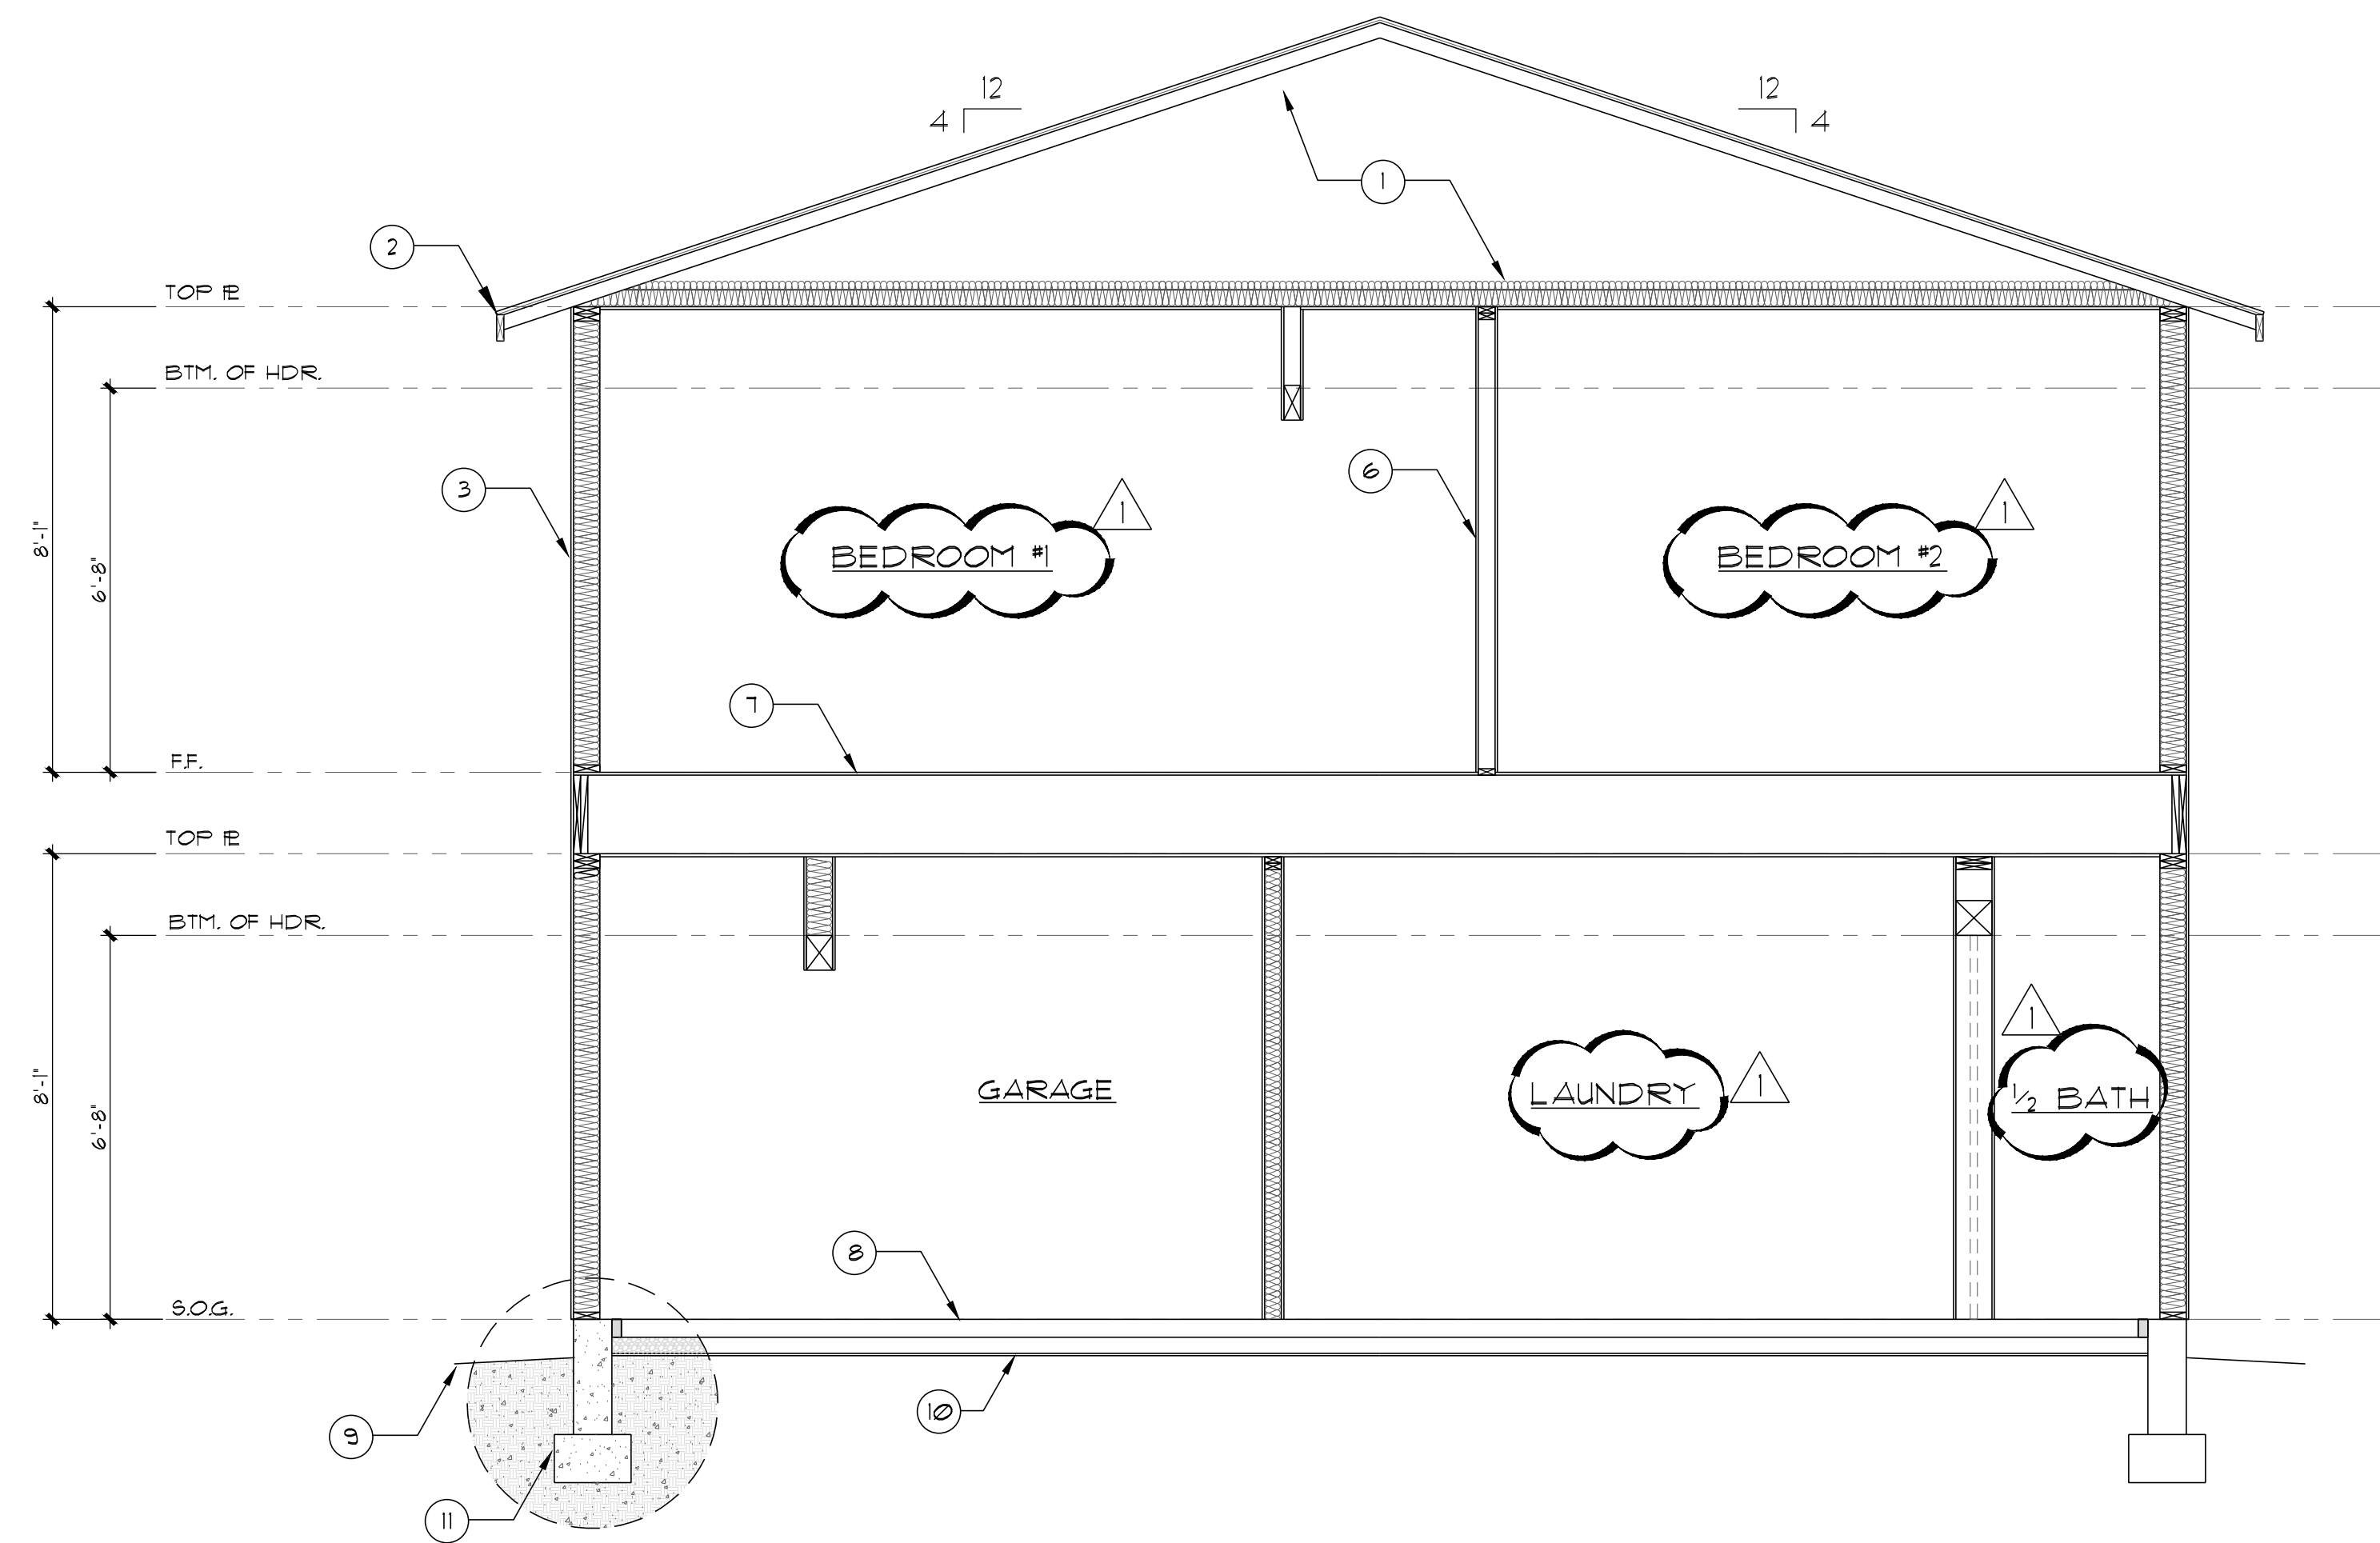 12
12
4
4
1
2
TOP PL
BTM. OF HDR.
6
3
1
1
8'-1"
6'-8"
BEDROOM #1
BEDROOM #2
7
F.F.
TOP PL
BTM. OF HDR.
1
8'-1"
6'-8"
GARAGE
LAUNDRY
1
1/2 BATH
8
S.O.G.
10
9
11